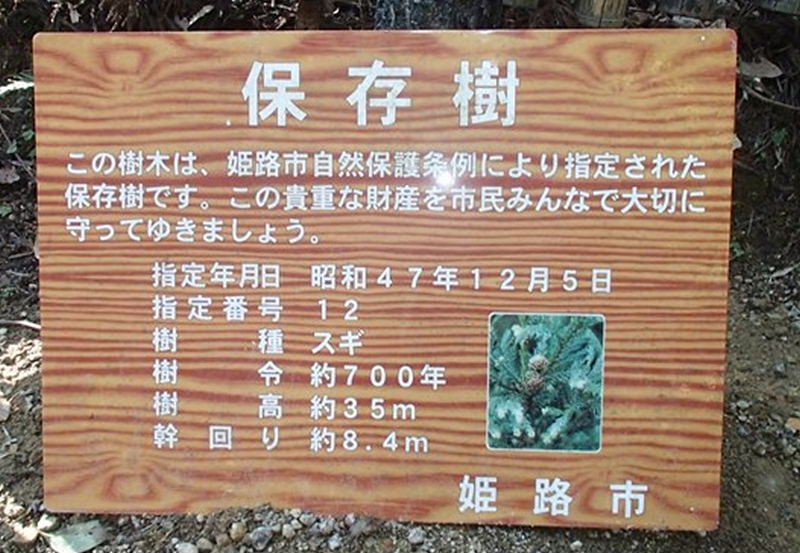 保存樹
この樹木は、姫路市自然保護条例により指定された
保存樹です。この貴重な財産を市民みんなで大切に
守ってゆきましょう。
指定年月日 昭和４７年１２月５日
指定番号 １２
樹種 スギ
樹令 約７００年
樹高 約３５ｍ
幹回り 約８.４ｍ
姫路市